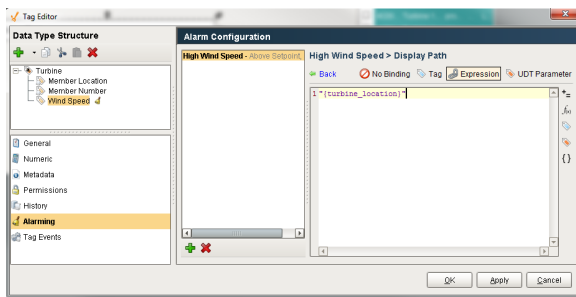 Tag Editor
Data Type Structure
Turbine
Member Location
Member Number
Wind Speed
General
Numeric
Metadata
Permissions
History
Alarming
Tag Events
Alarm Configuration
High Wind Speed - Above Setpoint,
High Wind Speed > Display Path
Back No Binding Tag Expression UDT Parameter
1 "{turbine_location}"
OK Apply Cancel